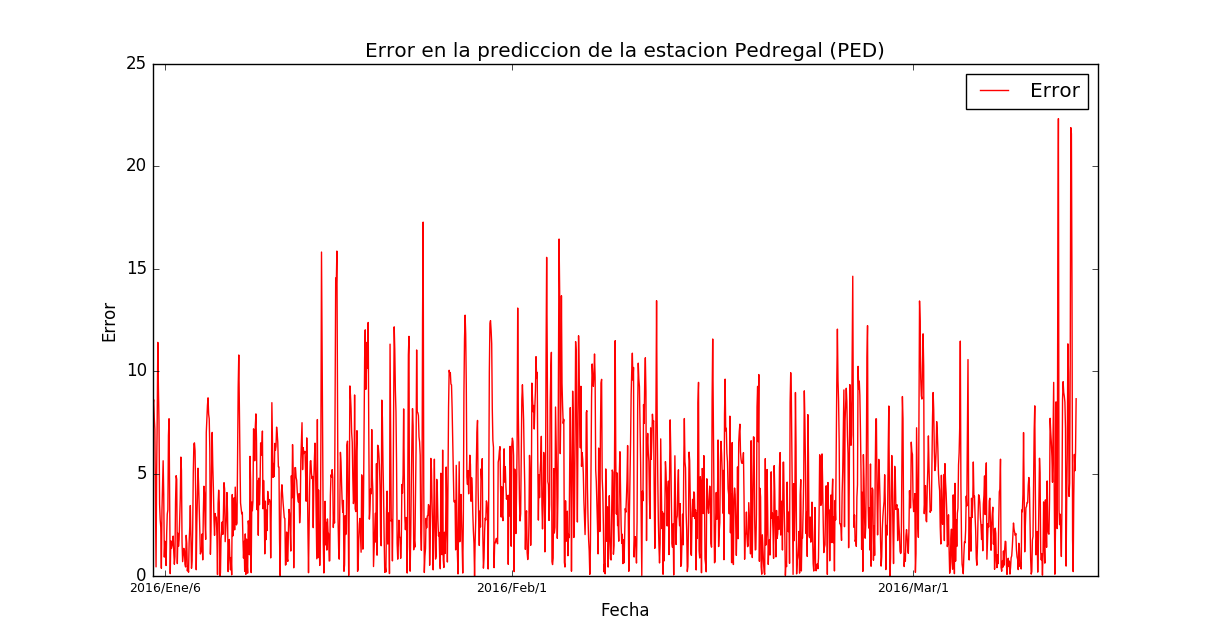 Error en la prediccion de la estacion Pedregal (PED)
Error
25
20
15
10
5
0
Error
2016/Ene/6
2016/Feb/1
2016/Mar/1
Fecha